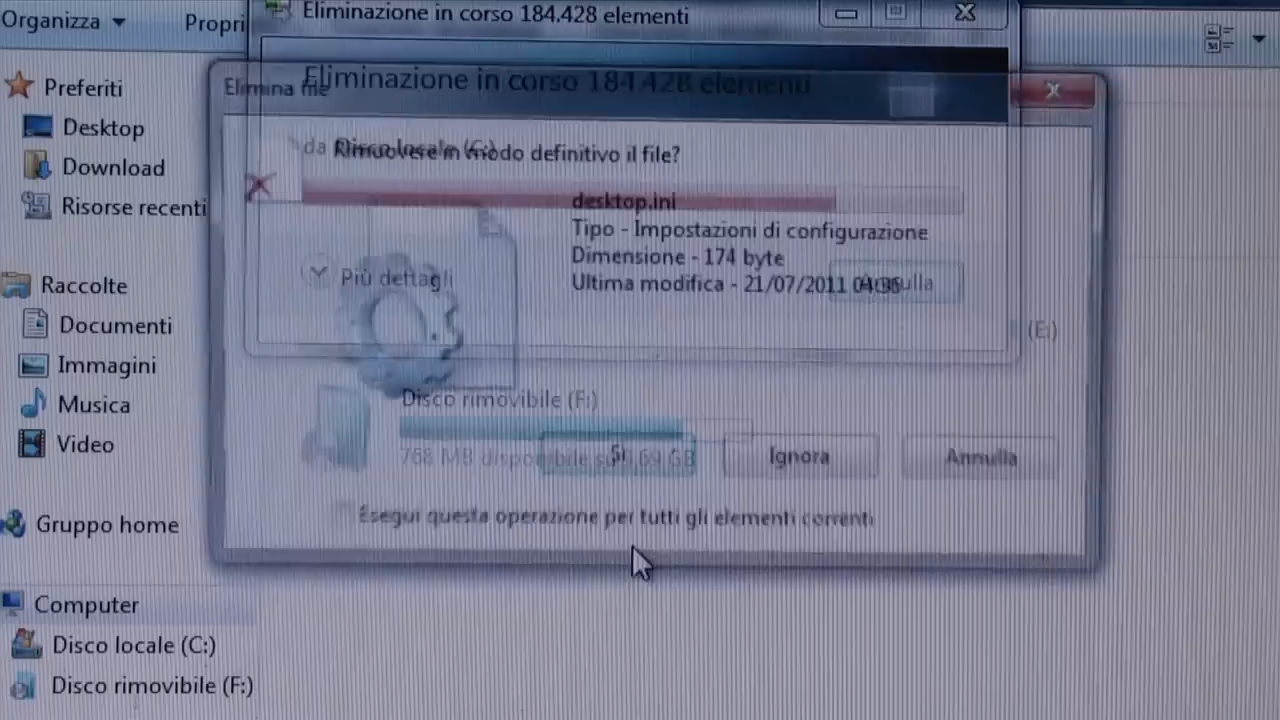 Organizza
Propri
Eliminazione in corso 184.428 elementi
Eliminazione in corso 184.428 elementi
Elimina file
Preferiti
Desktop
Download
Risorse recenti
da Disco locale (C:)
Rimuovere in modo definitivo il file?
desktop.ini
Tipo - Impostazioni di configurazione
Dimensione - 174 byte
Ultima modifica - 21/07/2011
Annulla
Più dettagli
(E:)
Raccolte
Documenti
Immagini
Musica
Video
Disco rimovibile (F:)
768 MB disponibile su 1,69 GB
Sì
Ignora
Annulla
Esegui questa operazione per tutti gli elementi correnti
Gruppo home
Computer
Disco locale (C:)
Disco rimovibile (F:)